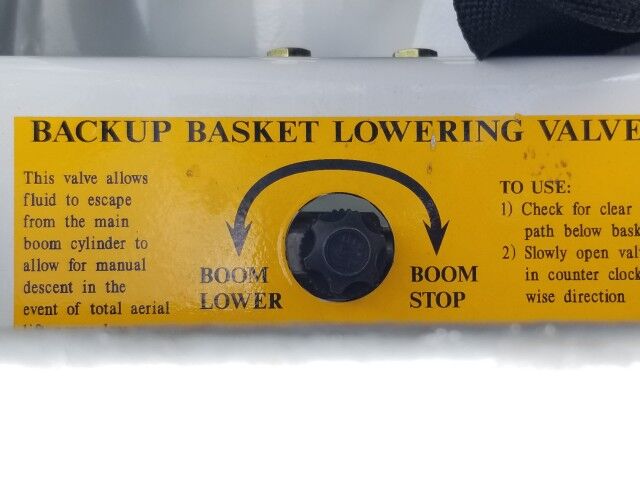 BACKUP BASKET LOWERING VALVE
This valve allows
fluid to escape
from the main
boom cylinder to
allow for manual
descent in the
event of total aerial
BOOM
LOWER
BOOM
STOP
TO USE:
1) Check for clear
path below bask
2) Slowly open val
in counter clock
wise direction